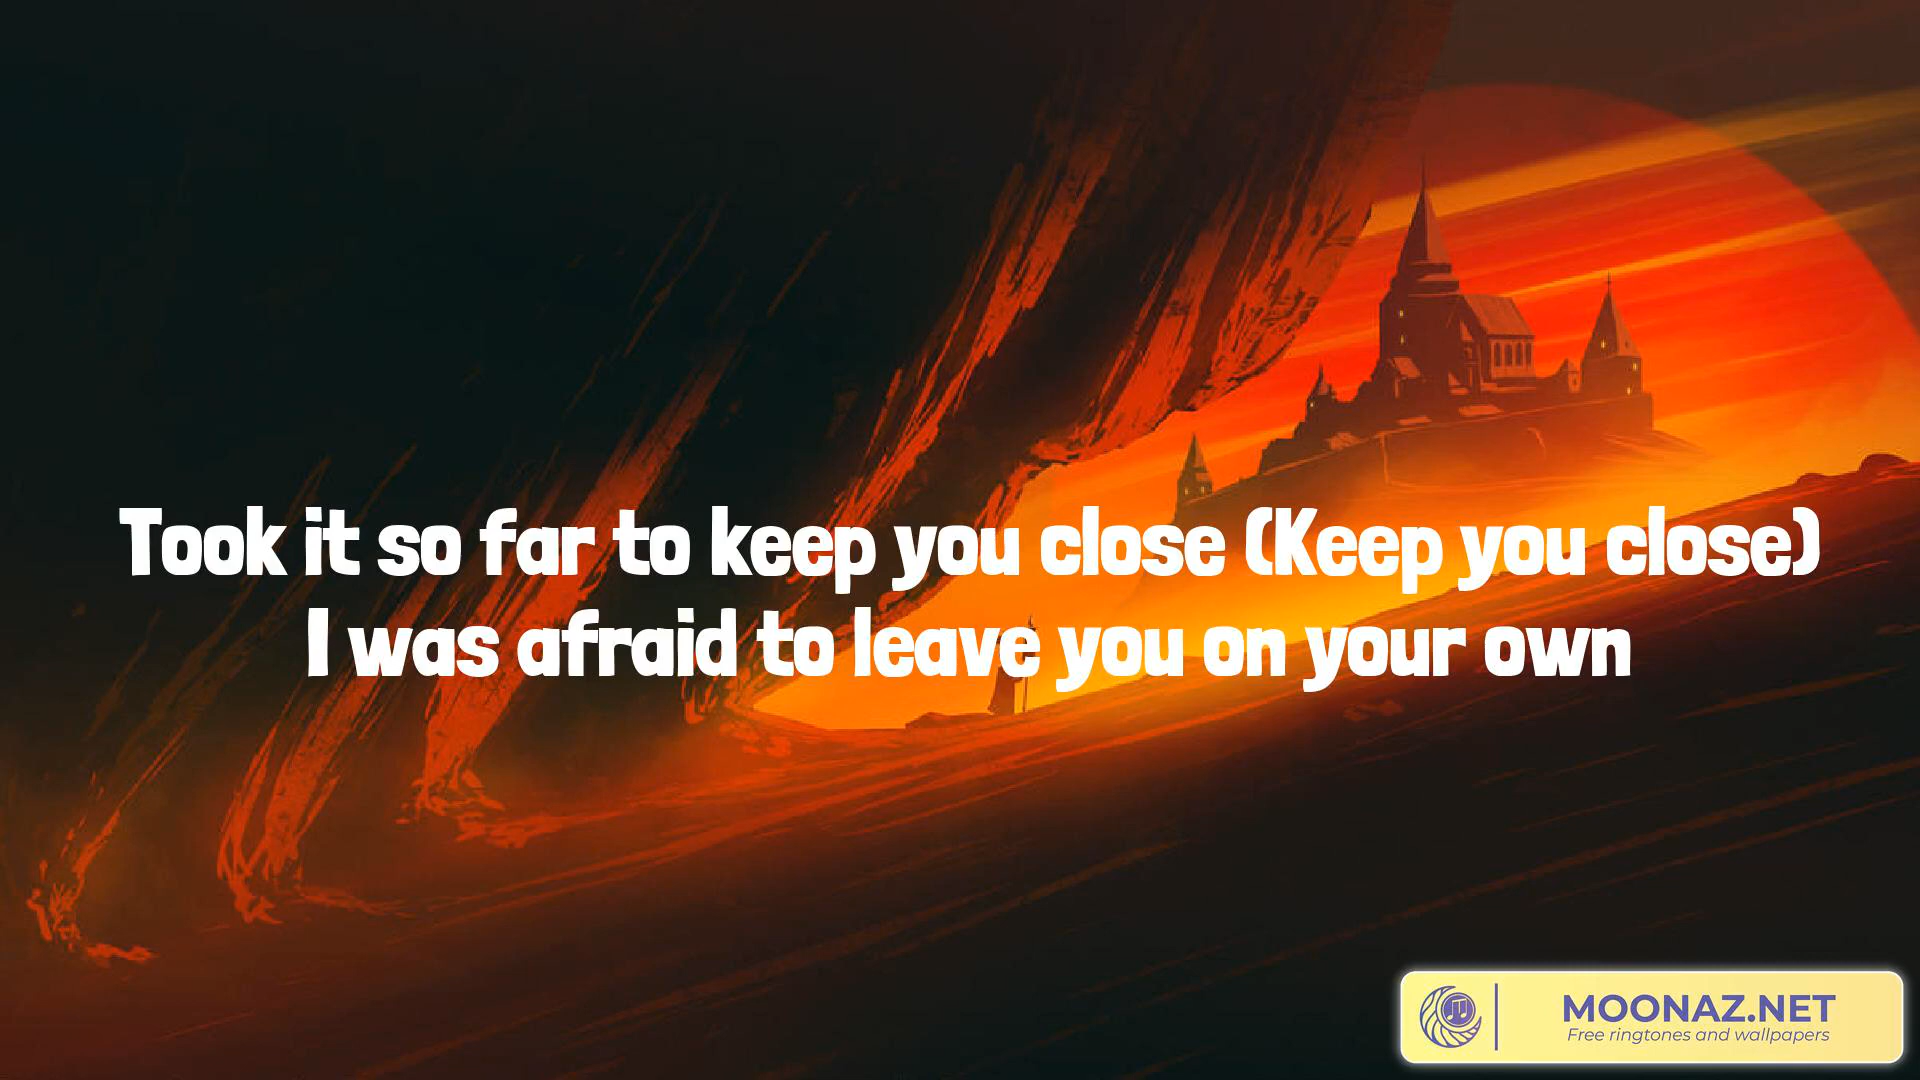 Took it so far to keep you close (Keep you close)
I was afraid to leave you on your own
MOONAZ.NET
Free ringtones and wallpapers